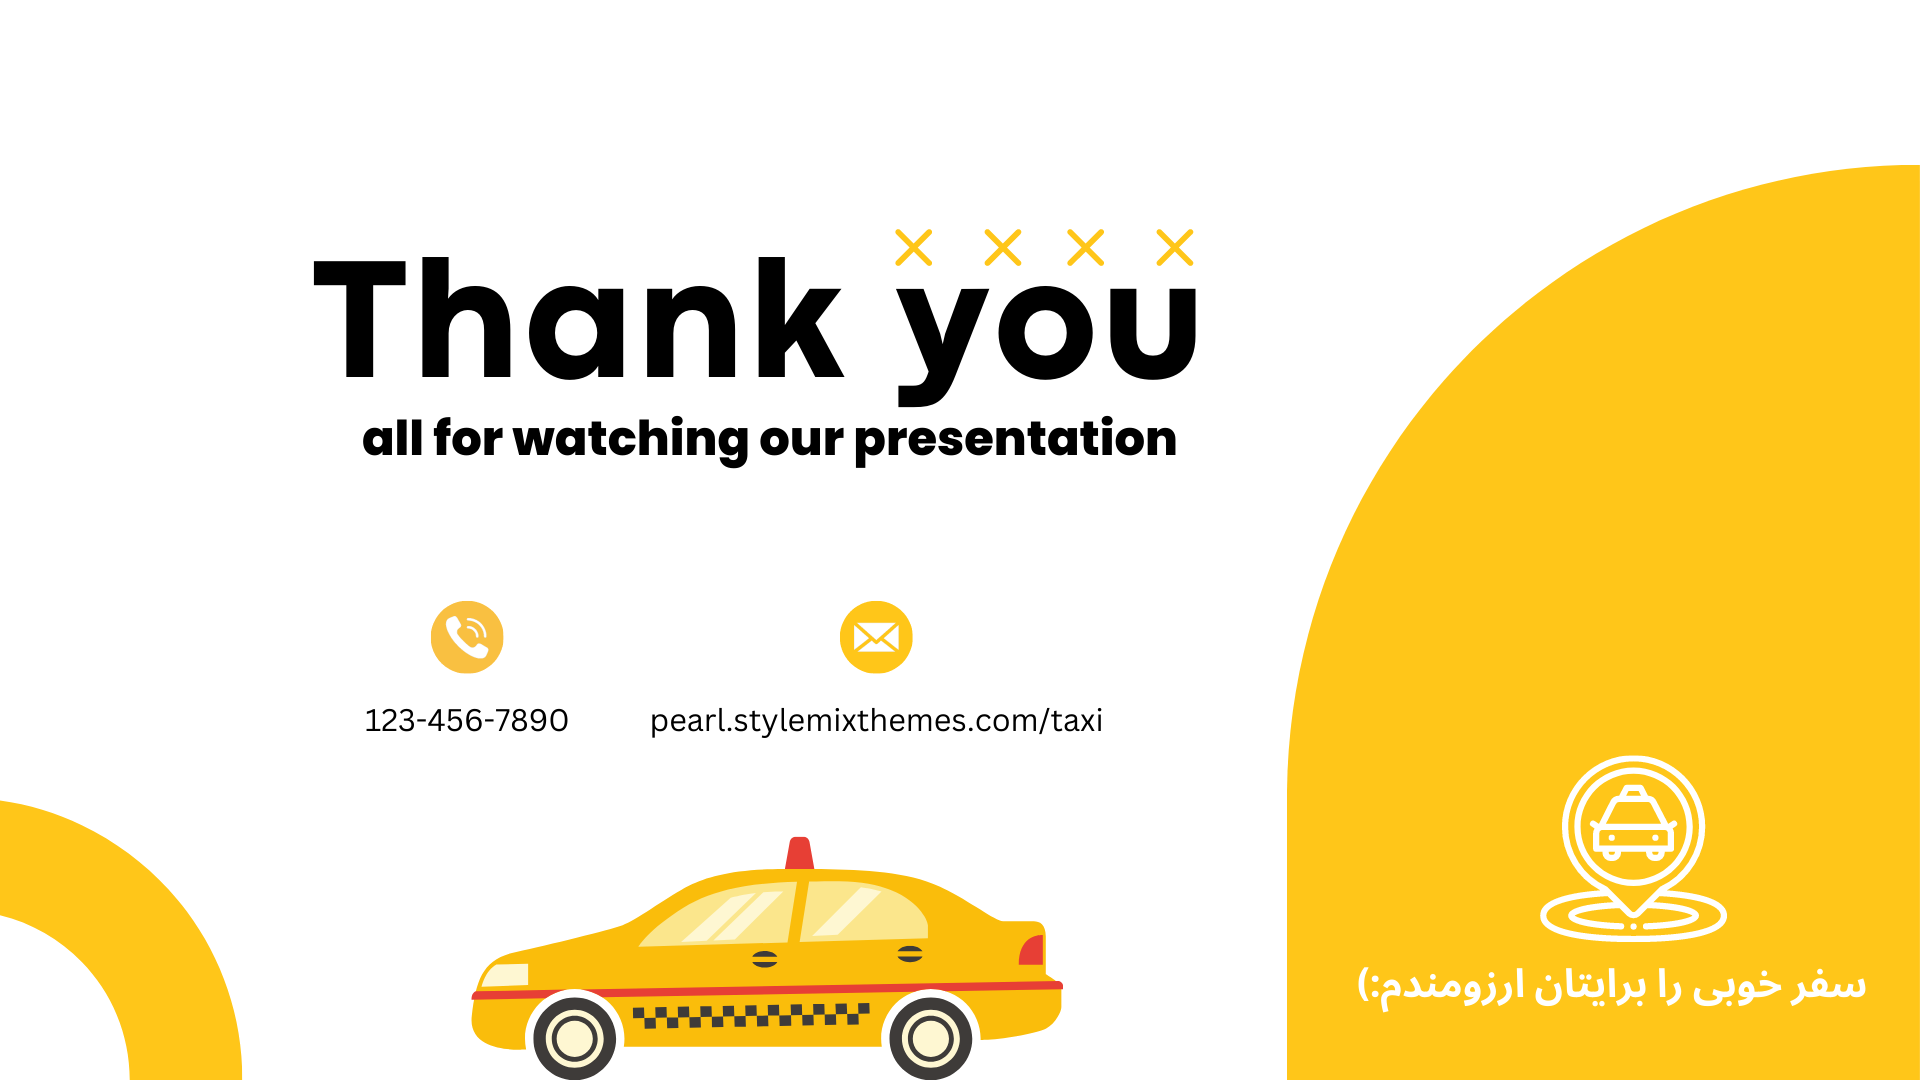 Thank you
all for watching our presentation
123-456-7890
pearl.stylemixthemes.com/taxi
سفر خوبی را برایتان ارزومندم:)